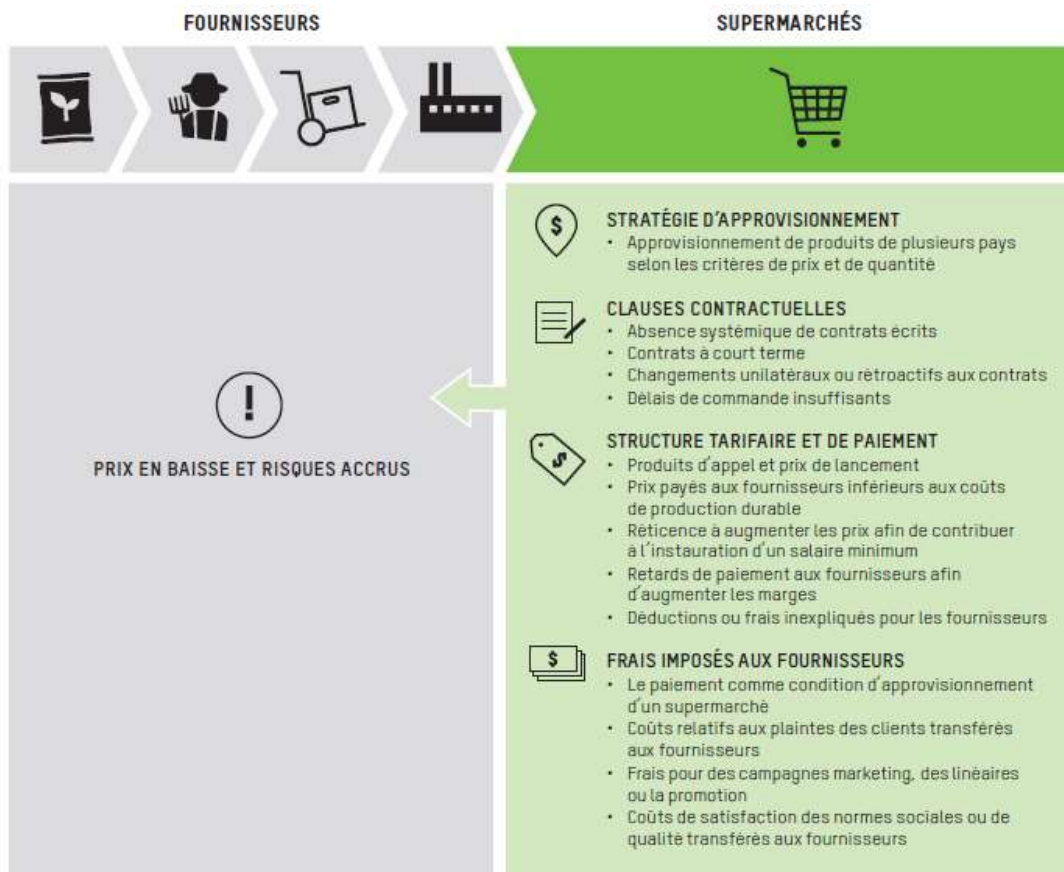 FOURNISSEURS
SUPERMARCHÉS
PRIX EN BAISSE ET RISQUES ACCRUS
$
STRATÉGIE D'APPROVISIONNEMENT
• Approvisionnement de produits de plusieurs pays
selon les critères de prix et de quantité
CLAUSES CONTRACTUELLES
• Absence systémique de contrats écrits
• Contrats à court terme
• Changements unilatéraux ou rétroactifs aux contrats
• Délais de commande insuffisants
$
STRUCTURE TARIFAIRE ET DE PAIEMENT
• Produits d'appel et prix de lancement
• Prix payés aux fournisseurs inférieurs aux coûts
de production durable
• Réticence à augmenter les prix afin de contribuer
à l'instauration d'un salaire minimum
• Retards de paiement aux fournisseurs afin
d'augmenter les marges
• Déductions ou frais inexpliqués pour les fournisseurs
$
FRAIS IMPOSÉS AUX FOURNISSEURS
• Le paiement comme condition d'approvisionnement
d'un supermarché
• Coûts relatifs aux plaintes des clients transférés
aux fournisseurs
• Frais pour des campagnes marketing, des linéaires
ou la promotion
• Coûts de satisfaction des normes sociales ou de
qualité transférés aux fournisseurs